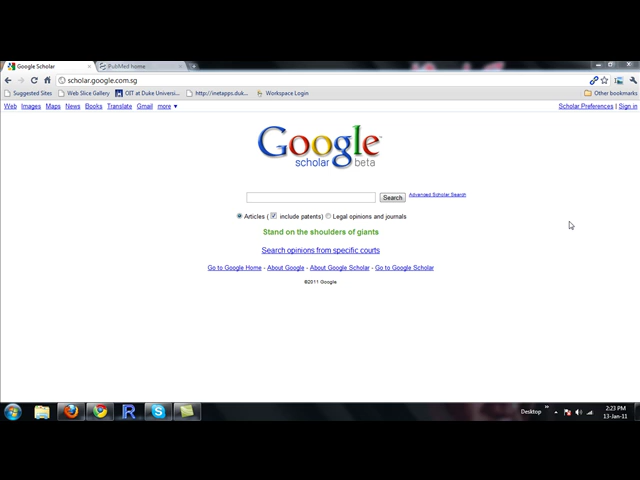 Google Scholar
PubMed home
scholar.google.com.sg
Suggested Sites Web Slice Gallery OIT at Duke Universi... http://inetapps.duk... Workspace Login Other bookmarks
Web Images Maps News Books Translate Gmail more ▼ Scholar Preferences | Sign in
Google
scholar beta
Search Advanced Scholar Search
Articles ( include patents) Legal opinions and journals
Stand on the shoulders of giants
Search opinions from specific courts
Go to Google Home - About Google - About Google Scholar - Go to Google Scholar
©2011 Google
Desktop » 2:23 PM
13-Jan-11